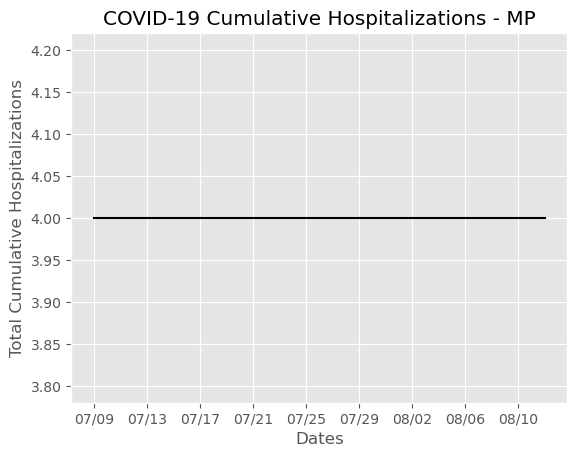 COVID-19 Cumulative Hospitalizations - MP
Total Cumulative Hospitalizations
4.20
4.15
4.10
4.05
4.00
3.95
3.90
3.85
3.80
07/09 07/13 07/17 07/21 07/25 07/29 08/02 08/06 08/10
Dates